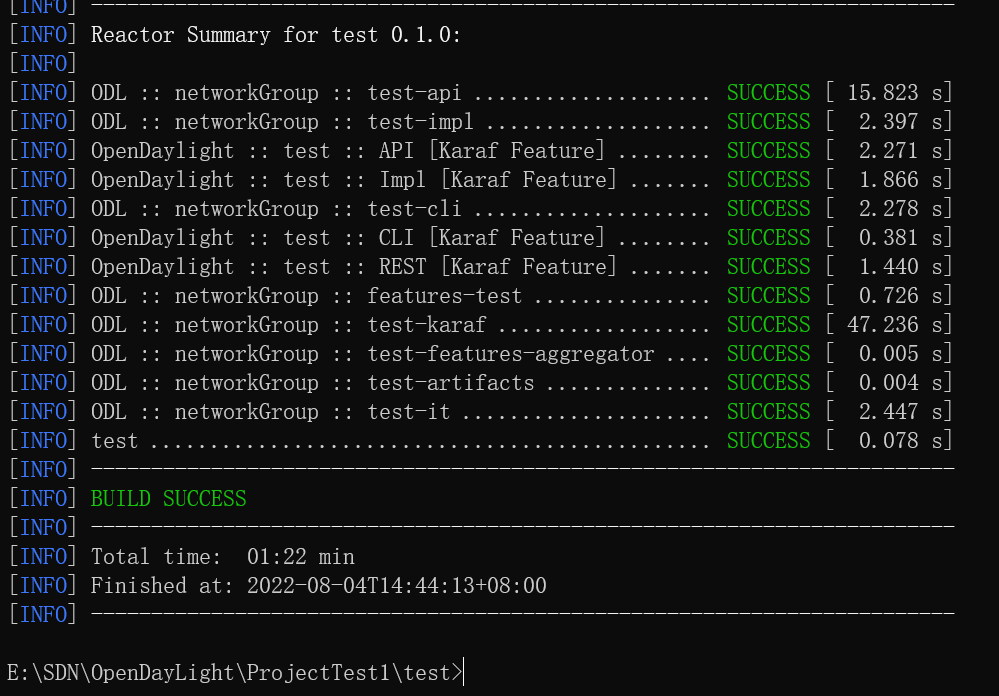 [INFO] ------------------------------------------------------------------------
[INFO] Reactor Summary for test 0.1.0:
[INFO]
[INFO] ODL :: networkGroup :: test-api .................... SUCCESS [ 15.823 s]
[INFO] ODL :: networkGroup :: test-impl ................... SUCCESS [  2.397 s]
[INFO] OpenDaylight :: test :: API [Karaf Feature] ........ SUCCESS [  2.271 s]
[INFO] OpenDaylight :: test :: Impl [Karaf Feature] ....... SUCCESS [  1.866 s]
[INFO] ODL :: networkGroup :: test-cli .................... SUCCESS [  2.278 s]
[INFO] OpenDaylight :: test :: CLI [Karaf Feature] ........ SUCCESS [  0.381 s]
[INFO] OpenDaylight :: test :: REST [Karaf Feature] ....... SUCCESS [  1.440 s]
[INFO] ODL :: networkGroup :: features-test ............... SUCCESS [  0.726 s]
[INFO] ODL :: networkGroup :: test-karaf .................. SUCCESS [ 47.236 s]
[INFO] ODL :: networkGroup :: test-features-aggregator .... SUCCESS [  0.005 s]
[INFO] ODL :: networkGroup :: test-artifacts .............. SUCCESS [  0.004 s]
[INFO] ODL :: networkGroup :: test-it ..................... SUCCESS [  2.447 s]
[INFO] test ............................................... SUCCESS [  0.078 s]
[INFO] ------------------------------------------------------------------------
[INFO] BUILD SUCCESS
[INFO] ------------------------------------------------------------------------
[INFO] Total time:  01:22 min
[INFO] Finished at: 2022-08-04T14:44:13+08:00
[INFO] ------------------------------------------------------------------------
E:\SDN\OpenDayLight\ProjectTest1\test>